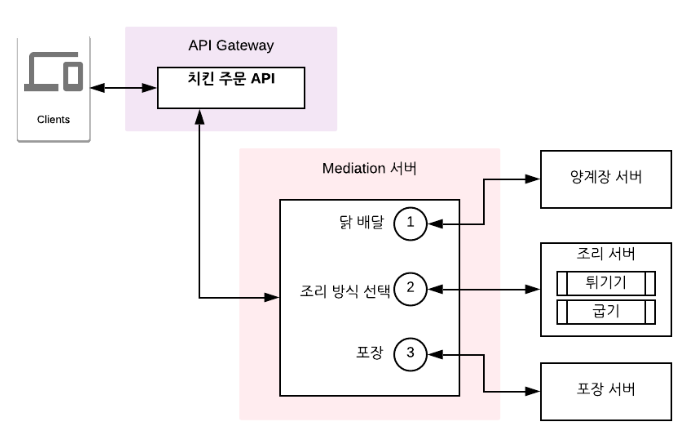 API Gateway
치킨 주문 API
Clients
Mediation 서버
닭 배달
1
조리 방식 선택
2
포장
3
양계장 서버
조리 서버
튀기기
굽기
포장 서버